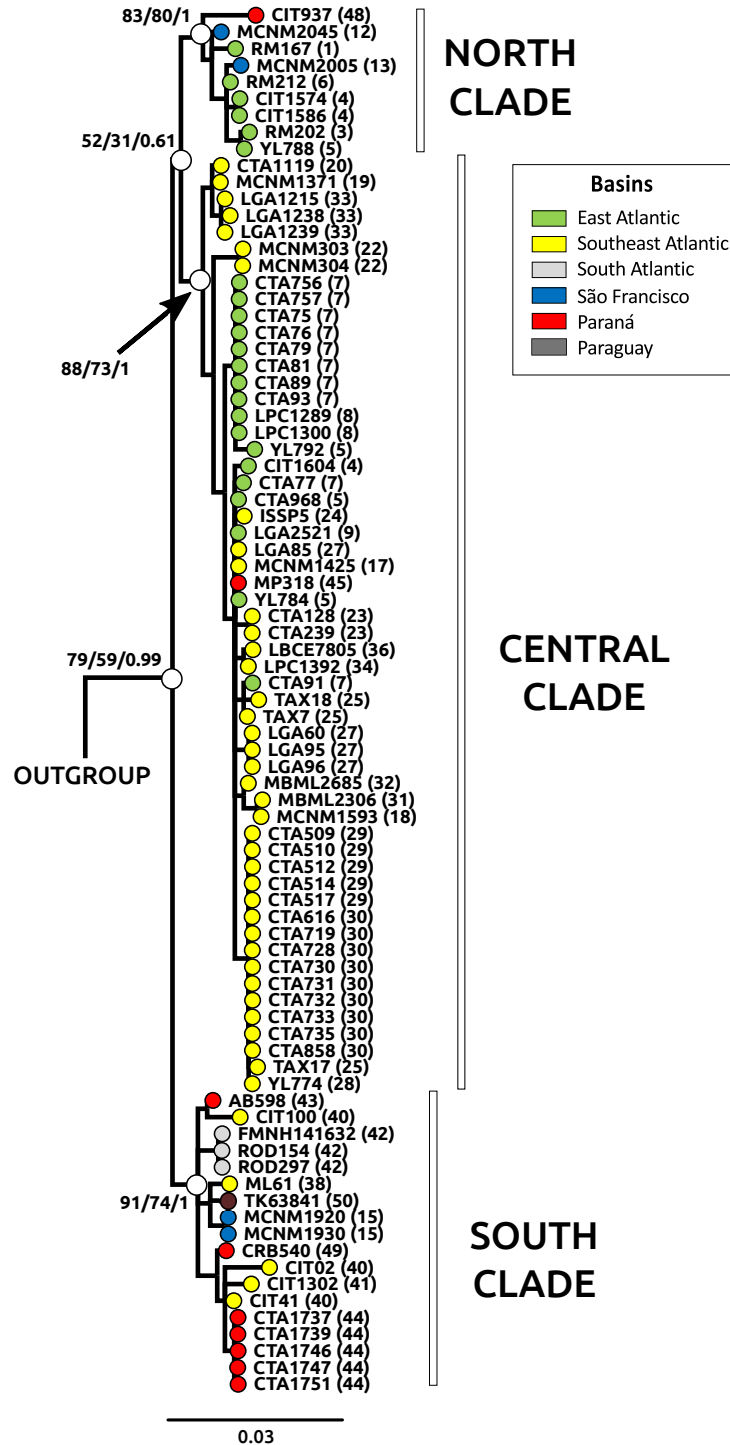 83/80/1
CIT937 (48)
MCNM2045 (12)
RM167 (1)
MCNM2005 (13)
RM212 (6)
CIT1574 (4)
CIT1586 (4)
RM202 (3)
YL788 (5)
NORTH
CLADE
52/31/0.61
CTA1119 (20)
MCNM1371 (19)
LGA1215 (33)
LGA1238 (33)
LGA1239 (33)
MCNM303 (22)
MCNM304 (22)
CTA756 (7)
CTA757 (7)
CTA75 (7)
CTA76 (7)
CTA79 (7)
CTA81 (7)
CTA89 (7)
CTA93 (7)
LPC1289 (8)
LPC1300 (8)
YL792 (5)
CIT1604 (4)
CTA77 (7)
CTA968 (5)
ISSP5 (24)
LGA2521 (9)
LGA85 (27)
MCNM1425 (17)
MP318 (45)
YL784 (5)
CTA128 (23)
CTA239 (23)
LBCE7805 (36)
LPC1392 (34)
CTA91 (7)
TAX18 (25)
TAX7 (25)
LGA60 (27)
LGA95 (27)
LGA96 (27)
MBML2685 (32)
MBML2306 (31)
MCNM1593 (18)
CTA509 (29)
CTA510 (29)
CTA512 (29)
CTA514 (29)
CTA517 (29)
CTA616 (30)
CTA719 (30)
CTA728 (30)
CTA730 (30)
CTA731 (30)
CTA732 (30)
CTA733 (30)
CTA735 (30)
CTA858 (30)
TAX17 (25)
YL774 (28)
88/73/1
CENTRAL
CLADE
Basins
East Atlantic
Southeast Atlantic
South Atlantic
São Francisco
Paraná
Paraguay
79/59/0.99
OUTGROUP
AB598 (43)
CIT100 (40)
FMNH141632 (42)
ROD154 (42)
ROD297 (42)
ML61 (38)
TK63841 (50)
MCNM1920 (15)
MCNM1930 (15)
CRB540 (49)
CIT02 (40)
CIT1302 (41)
CIT41 (40)
CTA1737 (44)
CTA1739 (44)
CTA1746 (44)
CTA1747 (44)
CTA1751 (44)
91/74/1
SOUTH
CLADE
0.03